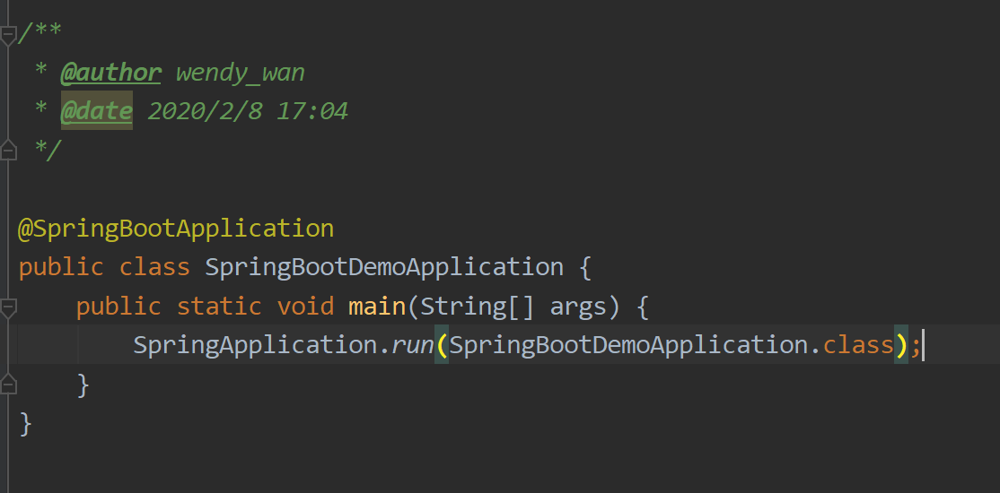 /**
 * @author wendy_wan
 * @date 2020/2/8 17:04
 */
@SpringBootApplication
public class SpringBootDemoApplication {
    public static void main(String[] args) {
        SpringApplication.run(SpringBootDemoApplication.class);
    }
}